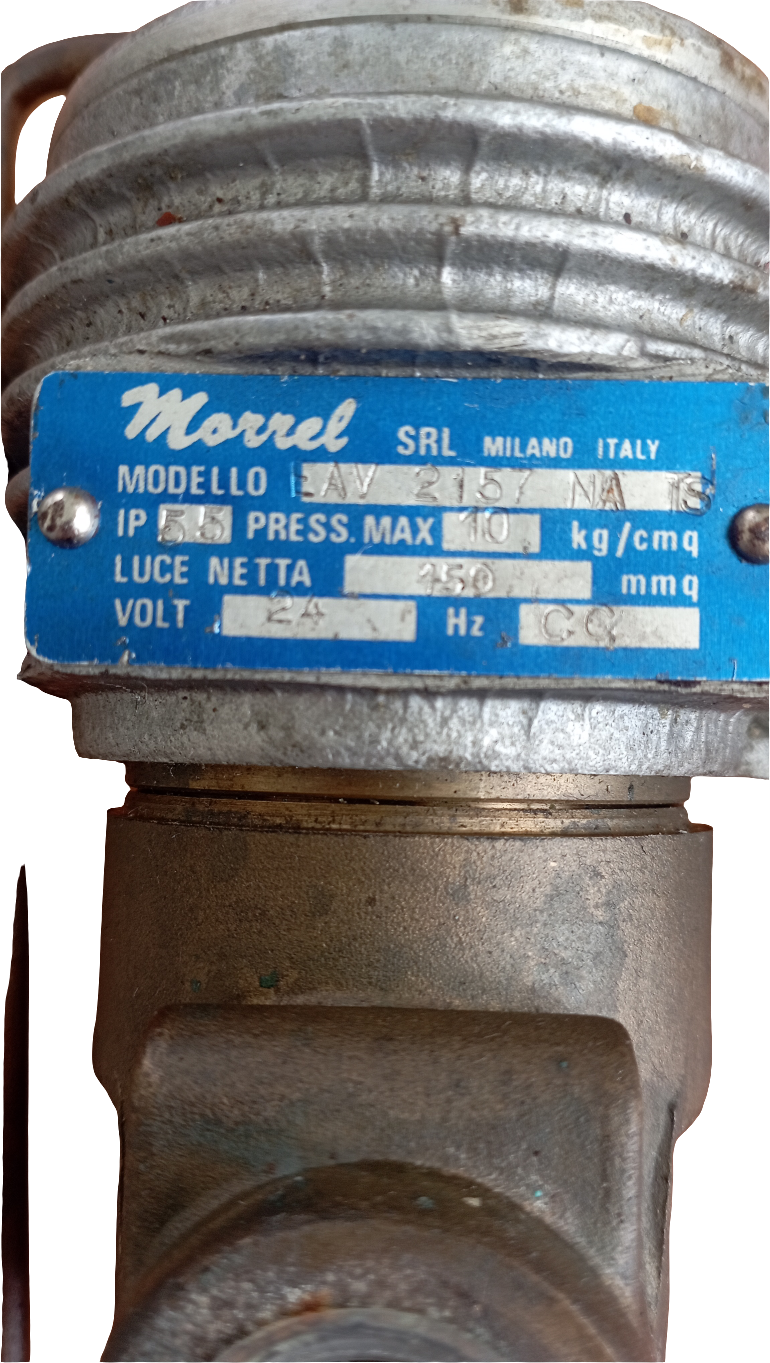 Morrel SRL MILANO ITALY
MODELLO EAV 2157 NA TS
IP 55 PRESS. MAX 10 kg/cmq
LUCE NETTA 150 mmq
VOLT 24 Hz CC